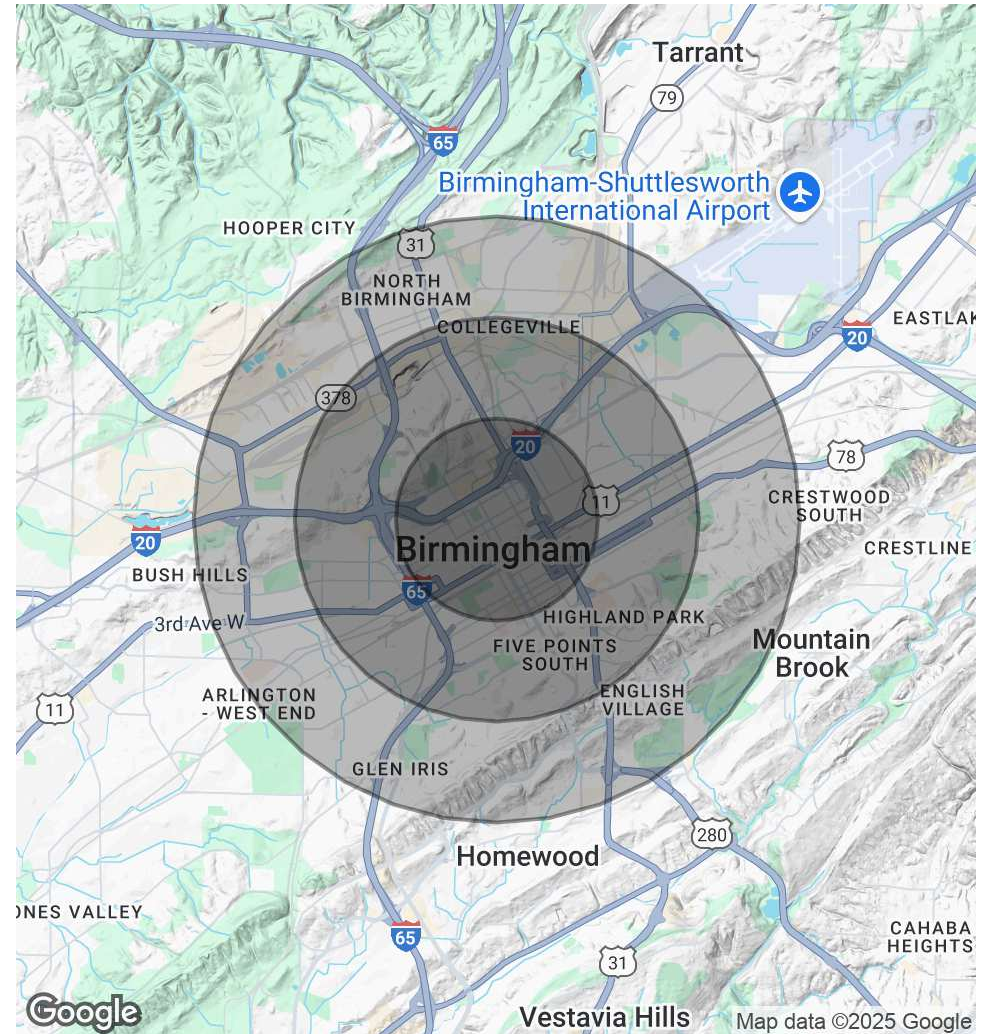 Tarrant
79
65
Birmingham-Shuttlesworth
International Airport
HOOPER CITY
31
NORTH
BIRMINGHAM
COLLEGEVILLE
EASTLAK
20
378
20
78
11
CRESTWOOD
SOUTH
20
Birmingham
CRESTLINE
BUSH HILLS
65
3rd Ave W
HIGHLAND PARK
FIVE POINTS
SOUTH
Mountain
Brook
ENGLISH
VILLAGE
ARLINGTON
- WEST END
11
GLEN IRIS
280
Homewood
ONES VALLEY
65
CAHABA
HEIGHTS
31
Google
Vestavia Hills
Map data ©2025 Google